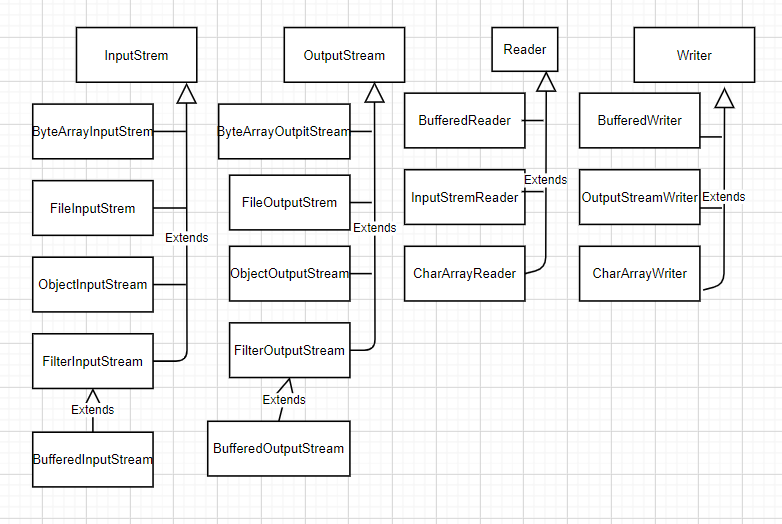 InputStrem
OutputStream
Reader
Writer
ByteArrayInputStrem
ByteArrayOutpitStream
BufferedReader
BufferedWriter
FileInputStrem
FileOutputStrem
InputStremReader
Extends
OutputStreamWriter
Extends
Extends
Extends
ObjectInputStream
ObjectOutputStream
CharArrayReader
CharArrayWriter
FilterInputStream
FilterOutputStream
Extends
Extends
BufferedInputStream
BufferedOutputStream